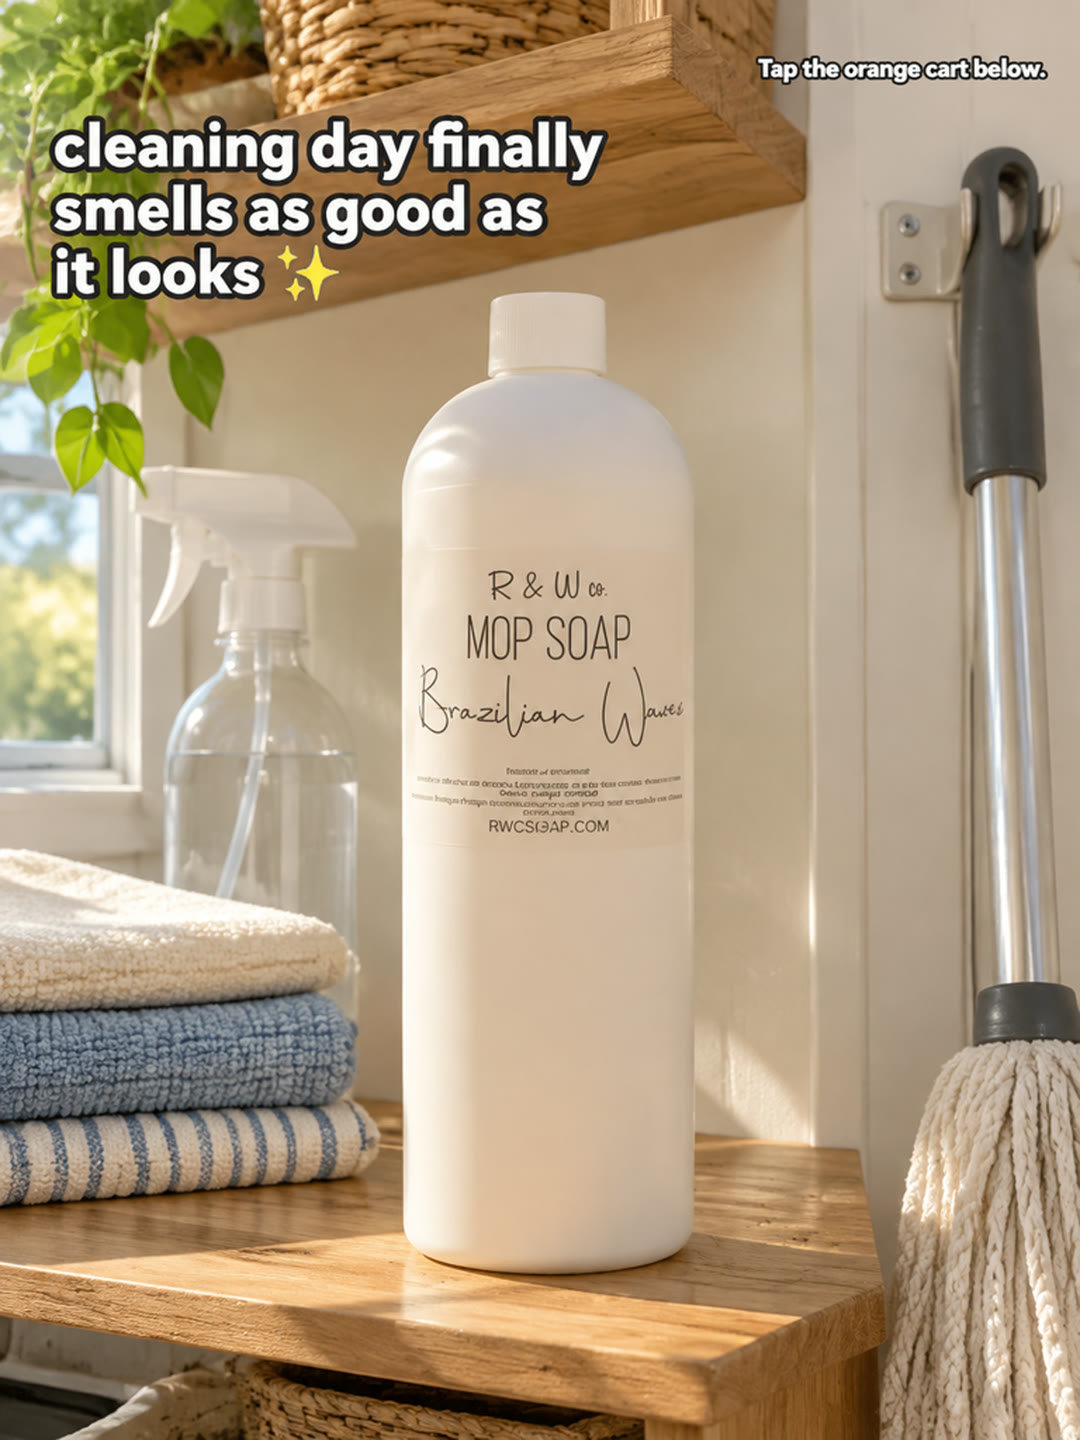 Tap the orange cart below.
cleaning day finally
smells as good as
it looks ✨
R & W co.
MOP SOAP
Brazilian Waves
RWCSOAP.COM